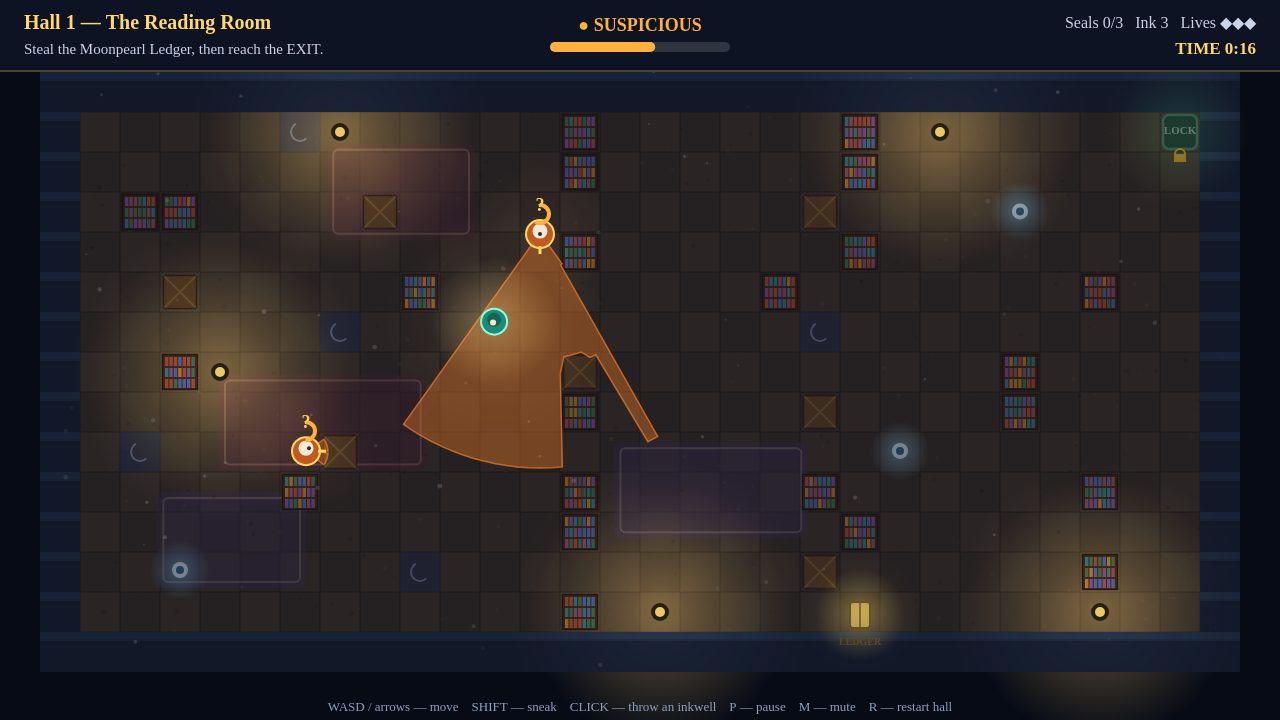 Hall 1 — The Reading Room
Steal the Moonpearl Ledger, then reach the EXIT.
● SUSPICIOUS
Seals 0/3 Ink 3 Lives ◆◆◆
TIME 0:16
LOCK
?
?
LEDGER
WASD / arrows — move SHIFT — sneak CLICK — throw an inkwell P — pause M — mute R — restart hall